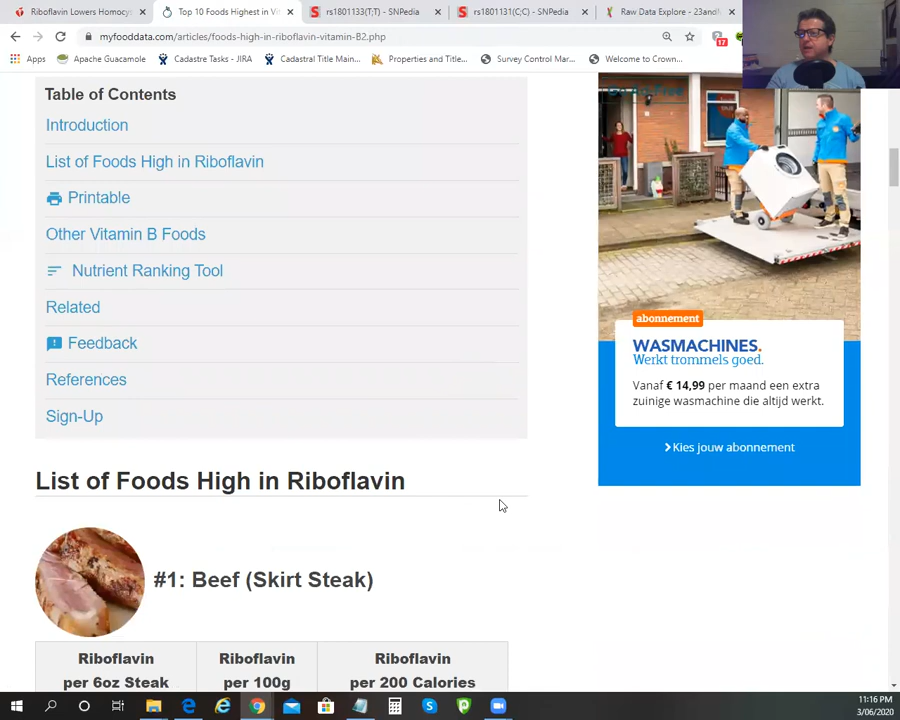 Riboflavin Lowers Homocys
Top 10 Foods Highest in Vi
rs1801133(T;T) - SNPedia
rs1801131(C;C) - SNPedia
Raw Data Explore - 23and
myfooddata.com/articles/foods-high-in-riboflavin-vitamin-B2.php
17
Apps
Apache Guacamole
Cadastre Tasks - JIRA
Cadastral Title Main...
Properties and Title...
Survey Control Mar...
Welcome to Crown...
Table of Contents
Introduction
List of Foods High in Riboflavin
Printable
Other Vitamin B Foods
Nutrient Ranking Tool
Related
Feedback
References
Sign-Up
abonnement
WASMACHINES.
Werkt trommels goed.
Vanaf € 14,99 per maand een extra
zuinige wasmachine die altijd werkt.
Kies jouw abonnement
List of Foods High in Riboflavin
#1: Beef (Skirt Steak)
Riboflavin
per 6oz Steak
Riboflavin
per 100g
Riboflavin
per 200 Calories
11:16 PM
3/06/2020